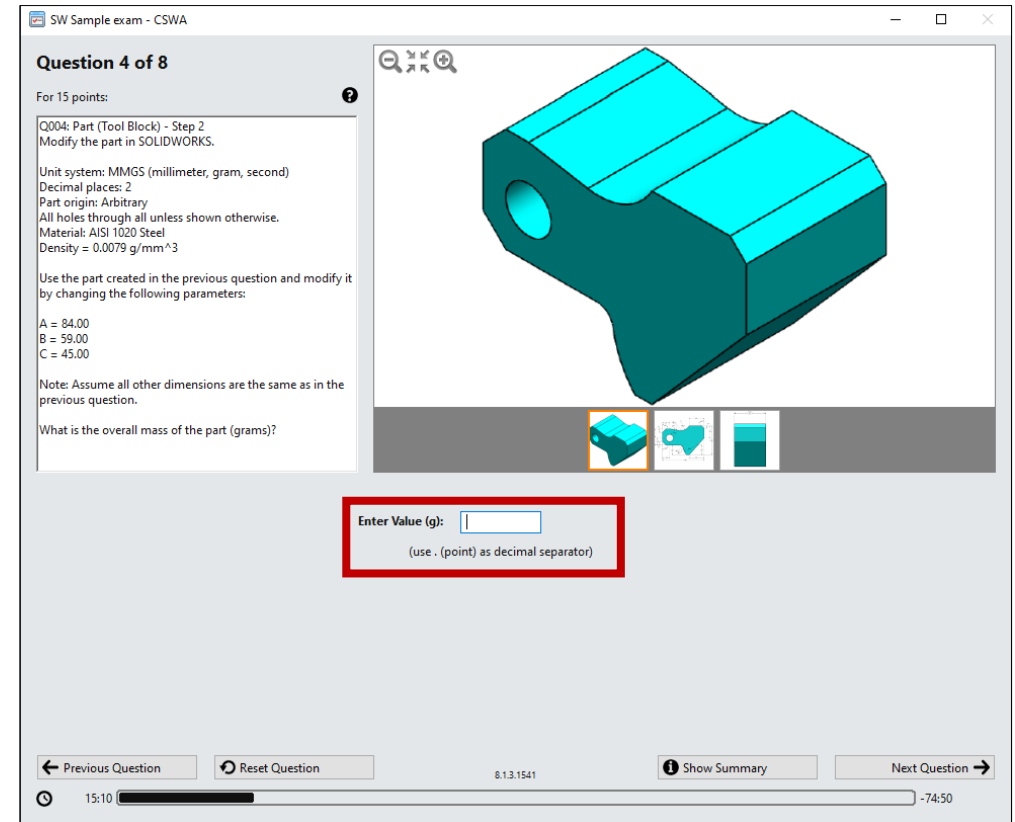 SW Sample exam - CSWA
Question 4 of 8
For 15 points:
Q004: Part (Tool Block) - Step 2
Modify the part in SOLIDWORKS.
Unit system: MMGS (millimeter, gram, second)
Decimal places: 2
Part origin: Arbitrary
All holes through all unless shown otherwise.
Material: AISI 1020 Steel
Density = 0.0079 g/mm^3
Use the part created in the previous question and modify it
by changing the following parameters:
A = 84.00
B = 59.00
C = 45.00
Note: Assume all other dimensions are the same as in the
previous question.
What is the overall mass of the part (grams)?
Enter Value (g):
(use . (point) as decimal separator)
Previous Question
Reset Question
8.1.3.1541
Show Summary
Next Question
15:10
-74:50